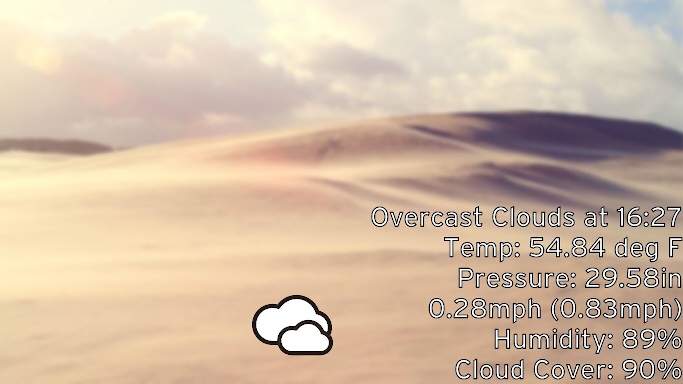 Overcast Clouds at 16:27
Temp: 54.84 deg F
Pressure: 29.58in
0.28mph (0.83mph)
Humidity: 89%
Cloud Cover: 90%